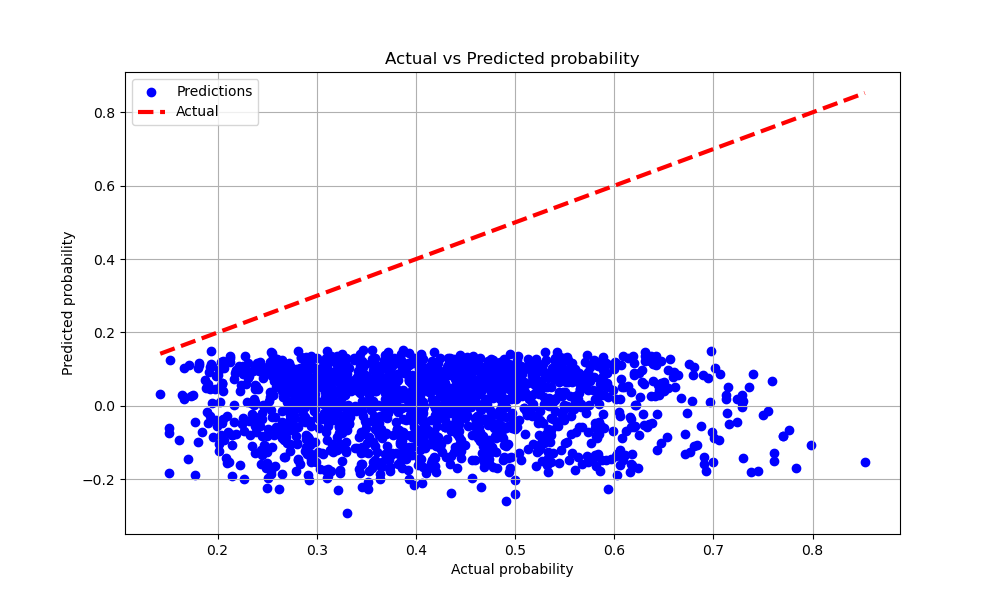 Actual vs Predicted probability
Predictions
Actual
Predicted probability
0.8
0.6
0.4
0.2
0.0
−0.2
0.2 0.3 0.4 0.5 0.6 0.7 0.8
Actual probability